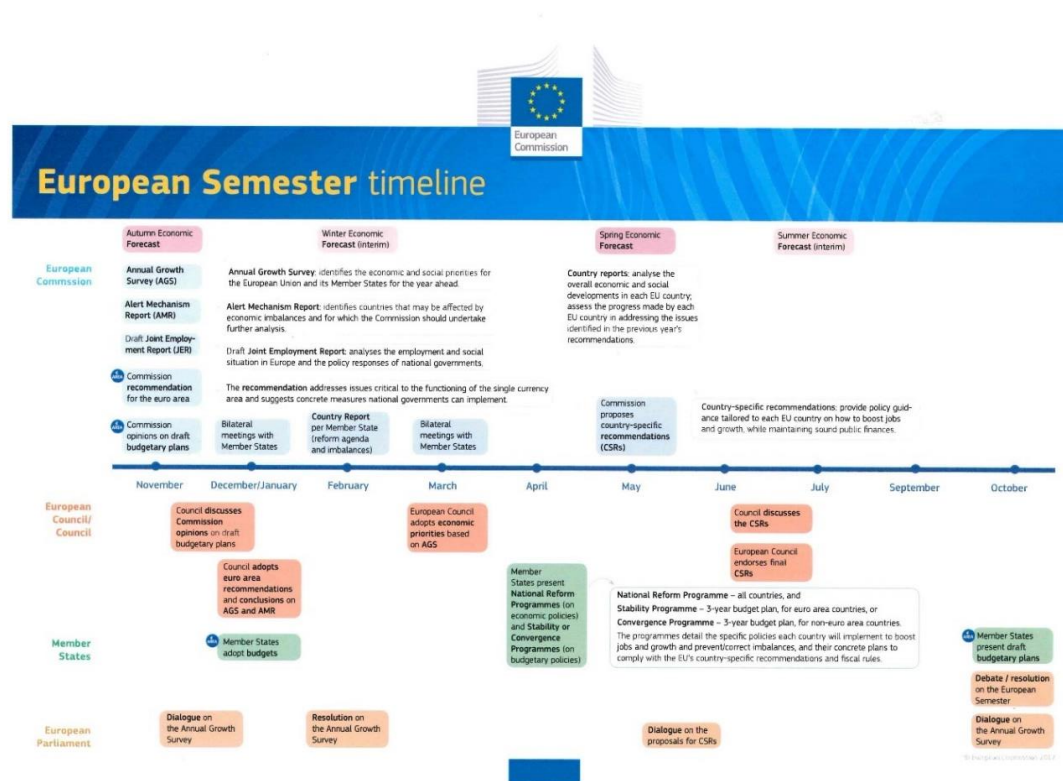 European
Commission
European Semester timeline
Autumn Economic
Forecast
Winter Economic
Forecast (interim)
Spring Economic
Forecast
Summer Economic
Forecast (interim)
European
Commssion
Annual Growth
Survey (AGS)
Annual Growth Survey: identifies the economic and social priorities for
the European Union and its Member States for the year ahead.
Country reports: analyse the
overall economic and social
developments in each EU country;
assess the progress made by each
EU country in addressing the issues
identified in the previous year's
recommendations.
Alert Mechanism
Report (AMR)
Alert Mechanism Report: identifies countries that may be affected by
economic imbalances and for which the Commission should undertake
further analysis.
Draft Joint Employ-
ment Report (JER)
Draft Joint Employment Report: analyses the employment and social
situation in Europe and the policy responses of national governments.
Commission
recommendation
for the euro area
The recommendation addresses issues critical to the functioning of the single currency
area and suggests concrete measures national governments can implement.
Commission
opinions on draft
budgetary plans
Bilateral
meetings with
Member States
Country Report
per Member State
(reform agenda
and imbalances)
Bilateral
meetings with
Member States
Commission
proposes
country-specific
recommendations
(CSRs)
Country-specific recommendations: provide policy guid-
ance tailored to each EU country on how to boost jobs
and growth, while maintaining sound public finances.
November
December/January
February
March
April
May
June
July
September
October
European
Council/
Council
Council discusses
Commission
opinions on draft
budgetary plans
European Council
adopts economic
priorities based
on AGS
Council discusses
the CSRs
Council adopts
euro area
recommendations
and conclusions on
AGS and AMR
European Council
endorses final
CSRs
Member
States
Member States
adopt budgets
Member
States present
National Reform
Programmes (on
economic policies)
and Stability or
Convergence
Programmes (on
budgetary policies)
National Reform Programme – all countries, and
Stability Programme – 3-year budget plan, for euro area countries, or
Convergence Programme – 3-year budget plan, for non-euro area countries.
The programmes detail the specific policies each country will implement to boost
jobs and growth and prevent/correct imbalances, and their concrete plans to
comply with the EU's country-specific recommendations and fiscal rules.
Member States
present draft
budgetary plans
Debate / resolution
on the European
Semester
European
Parliament
Dialogue on
the Annual Growth
Survey
Resolution on
the Annual Growth
Survey
Dialogue on the
proposals for CSRs
Dialogue on
the Annual Growth
Survey